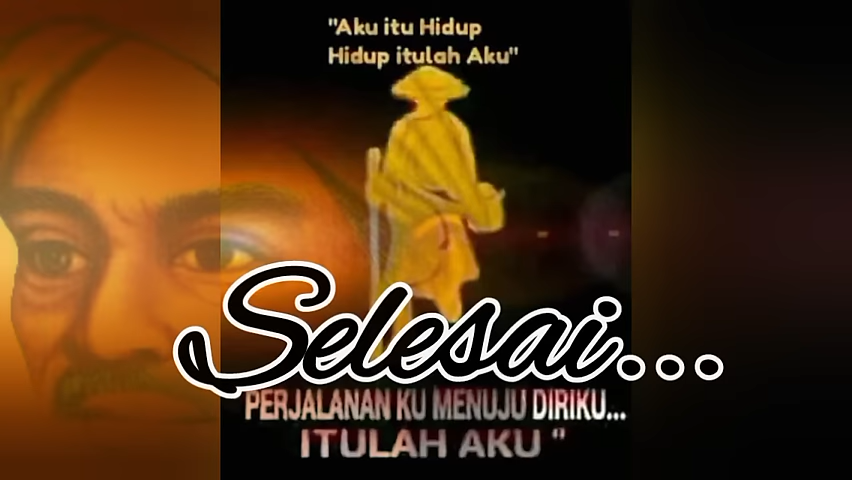 "Aku itu Hidup
Hidup itulah Aku"
Selesai...
PERJALANAN KU MENUJU DIRIKU...
ITULAH AKU "